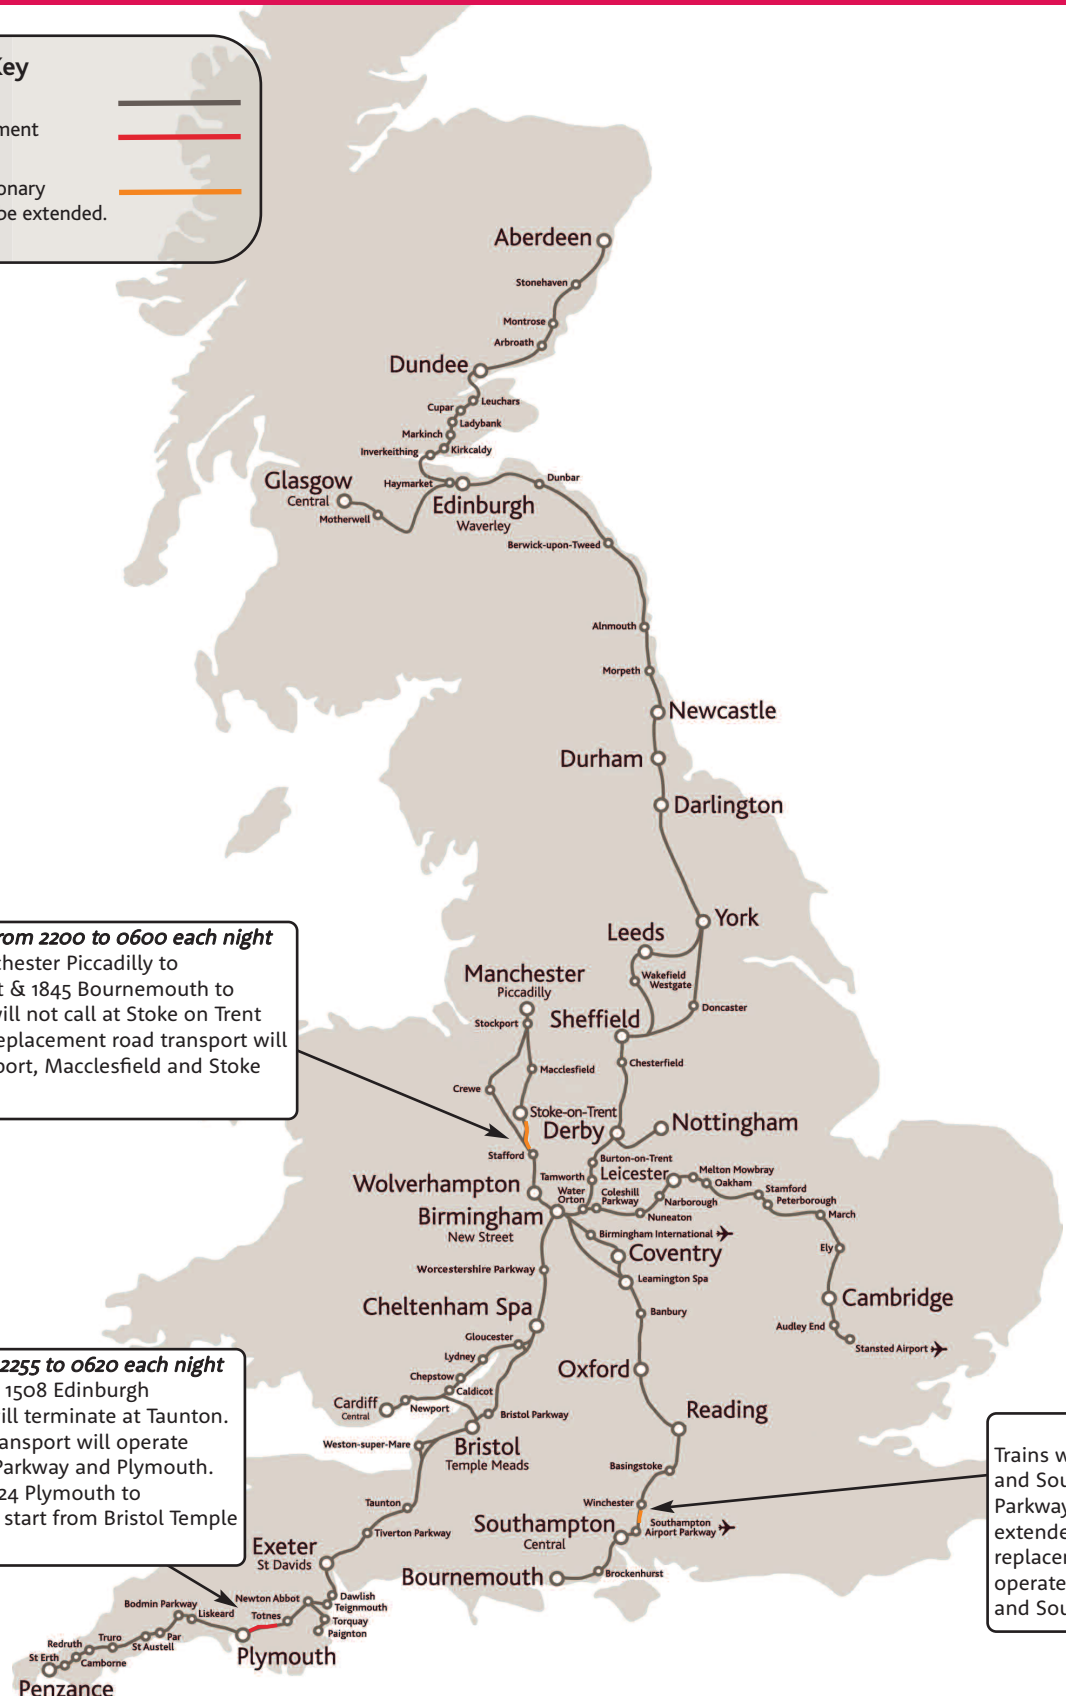 Key
ment
onary
be extended.
Aberdeen
Stonehaven
Montrose
Arbroath
Dundee
Leuchars
Cupar
Ladybank
Markinch
Kirkcaldy
Inverkeithing
Glasgow
Central
Haymarket
Dunbar
Edinburgh
Waverley
Motherwell
Berwick-upon-Tweed
Alnmouth
Morpeth
Newcastle
Durham
Darlington
York
Leeds
rom 2200 to 0600 each night
chester Piccadilly to
t & 1845 Bournemouth to
will not call at Stoke on Trent
eplacement road transport will
port, Macclesfield and Stoke
Manchester
Piccadilly
Wakefield
Westgate
Doncaster
Stockport
Sheffield
Chesterfield
Macclesfield
Crewe
Stoke-on-Trent
Derby
Nottingham
Stafford
Burton-on-Trent
Tamworth
Leicester
Melton Mowbray
Oakham
Stamford
Peterborough
Wolverhampton
Water
Orton
Coleshill
Parkway
Narborough
March
Birmingham
New Street
Nuneaton
Birmingham International
Ely
Coventry
Worcestershire Parkway
Leamington Spa
Cambridge
Cheltenham Spa
Banbury
Audley End
Stansted Airport
Gloucester
Lydney
Oxford
Chepstow
Caldicot
Cardiff
Central
Newport
Bristol Parkway
Reading
2255 to 0620 each night
1508 Edinburgh
ill terminate at Taunton.
ansport will operate
Parkway and Plymouth.
24 Plymouth to
start from Bristol Temple
Weston-super-Mare
Bristol
Temple Meads
Basingstoke
Taunton
Winchester
Trains w
and Sou
Parkway
extende
replacem
operate
and Sou
Tiverton Parkway
Southampton
Central
Southampton
Airport Parkway
Exeter
St Davids
Bournemouth
Brockenhurst
Newton Abbot
Dawlish
Teignmouth
Bodmin Parkway
Liskeard
Totnes
Torquay
Paignton
Par
St Austell
Truro
Redruth
Plymouth
St Erth
Camborne
Penzance